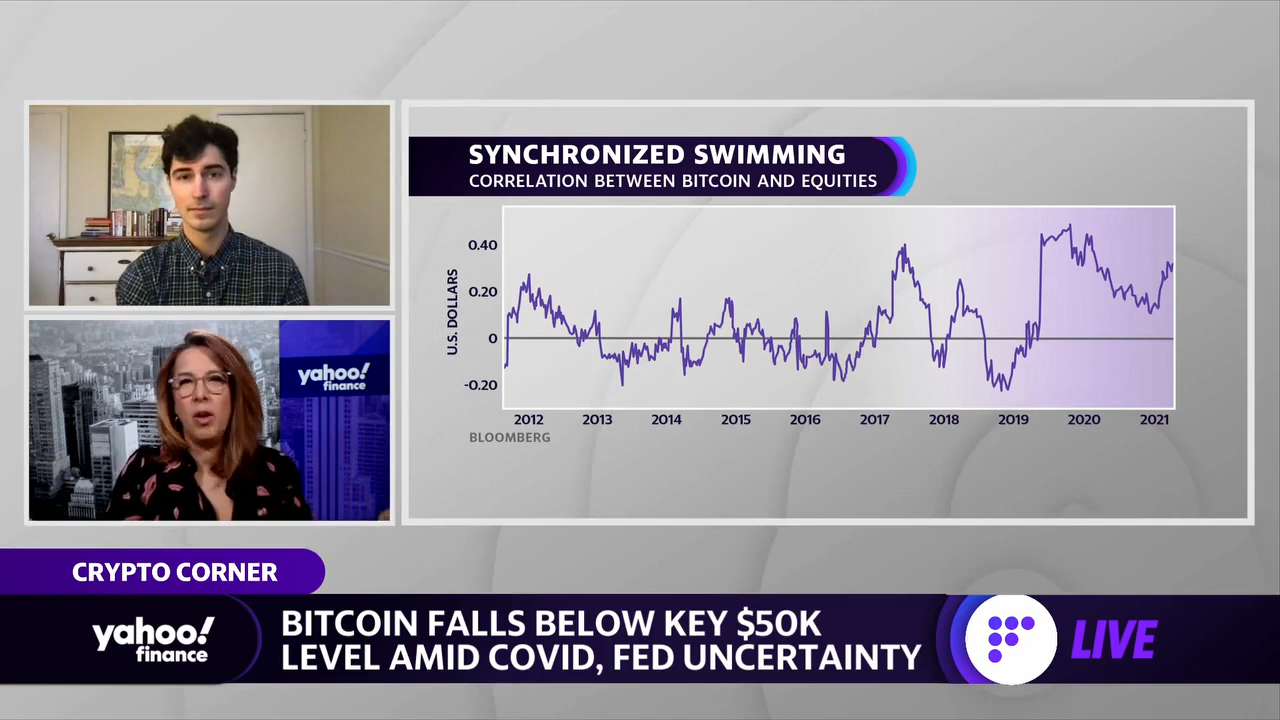 SYNCHRONIZED SWIMMING
CORRELATION BETWEEN BITCOIN AND EQUITIES
U.S. DOLLARS
0.40
0.20
0
-0.20
2012 2013 2014 2015 2016 2017 2018 2019 2020 2021
BLOOMBERG
yahoo!
finance
CRYPTO CORNER
yahoo!
finance
BITCOIN FALLS BELOW KEY $50K
LEVEL AMID COVID, FED UNCERTAINTY
LIVE